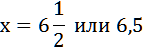 x = 6 1/2 или 6,5